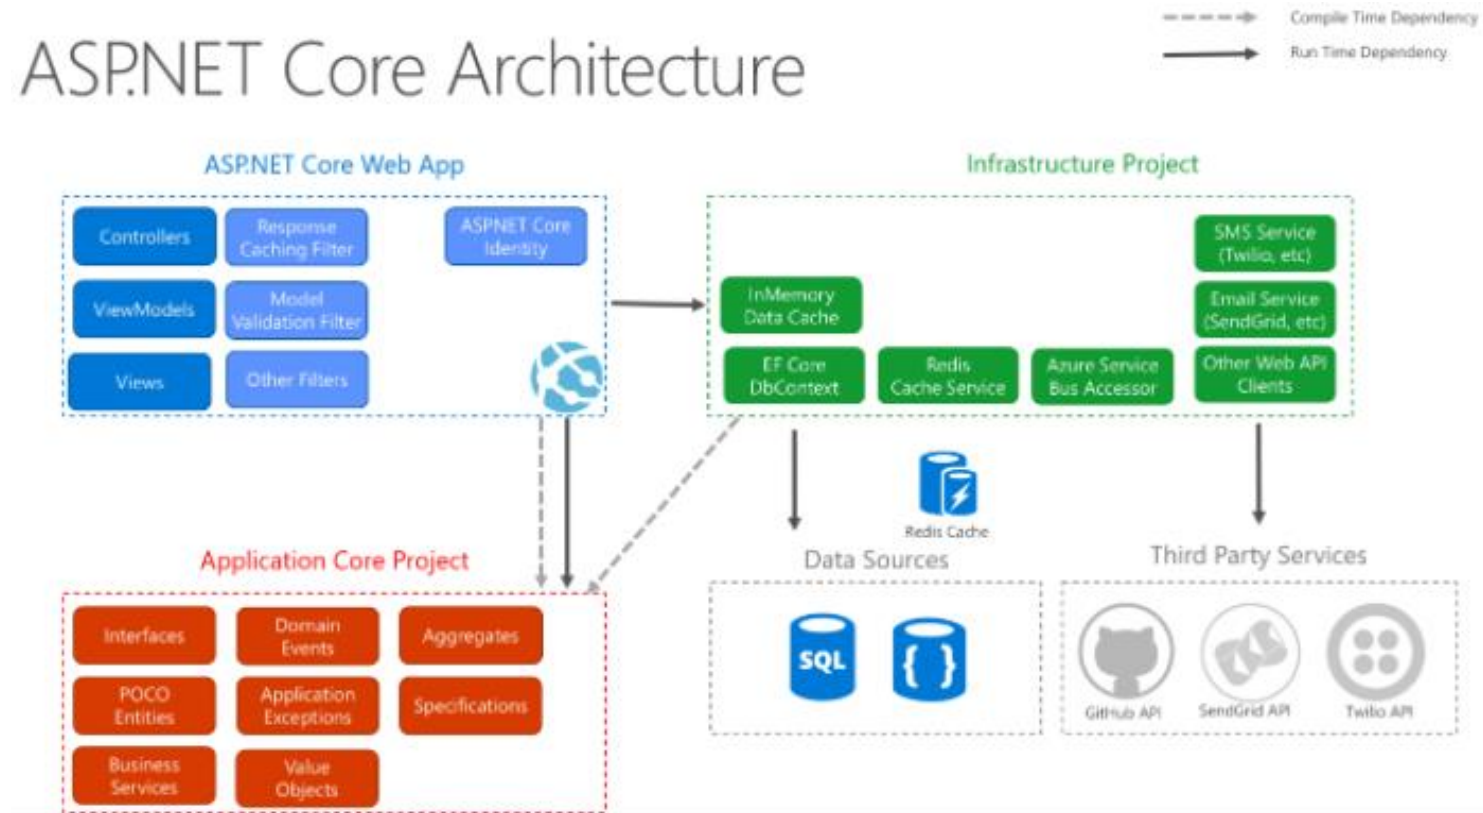 Compile Time Dependency
Run Time Dependency
ASP.NET Core Architecture
ASP.NET Core Web App
Controllers
Response
Caching Filter
ASPNET Core
Identity
ViewModels
Model
Validation Filter
Views
Other Filters
Infrastructure Project
SMS Service
(Twilio, etc)
InMemory
Data Cache
Email Service
(SendGrid, etc)
EF Core
DbContext
Redis
Cache Service
Azure Service
Bus Accessor
Other Web API
Clients
Redis Cache
Application Core Project
Interfaces
Domain
Events
Aggregates
POCO
Entities
Application
Exceptions
Specifications
Business
Services
Value
Objects
Data Sources
SQL
{ }
Third Party Services
GitHub API
SendGrid API
Twilio API